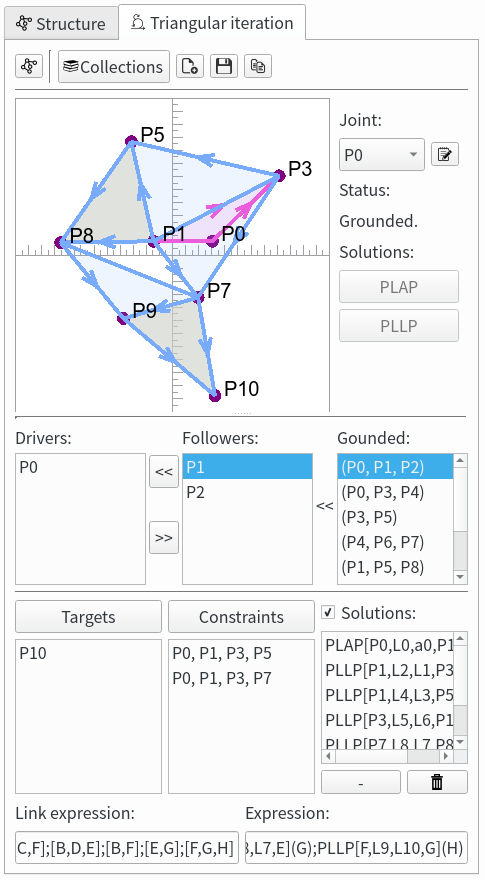 Structure
Triangular iteration
Collections
P5
P3
P1
P0
P8
P7
P9
P10
Joint:
P0
Status:
Grounded.
Solutions:
PLAP
PLLP
Drivers:
Followers:
Gounded:
P0
<<
>>
P1
P2
<<
(P0, P1, P2)
(P0, P3, P4)
(P3, P5)
(P4, P6, P7)
(P1, P5, P8)
Targets
Constraints
Solutions:
P10
P0, P1, P3, P5
P0, P1, P3, P7
PLAP[P0,L0,a0,P1
PLLP[P1,L2,L1,P3
PLLP[P1,L4,L3,P5
PLLP[P3,L5,L6,P1
PLLP[P7,L8,L7,P8
-
Link expression:
Expression:
C,F];[B,D,E];[B,F];[E,G];[F,G,H]
3,L7,E](G);PLLP[F,L9,L10,G](H)